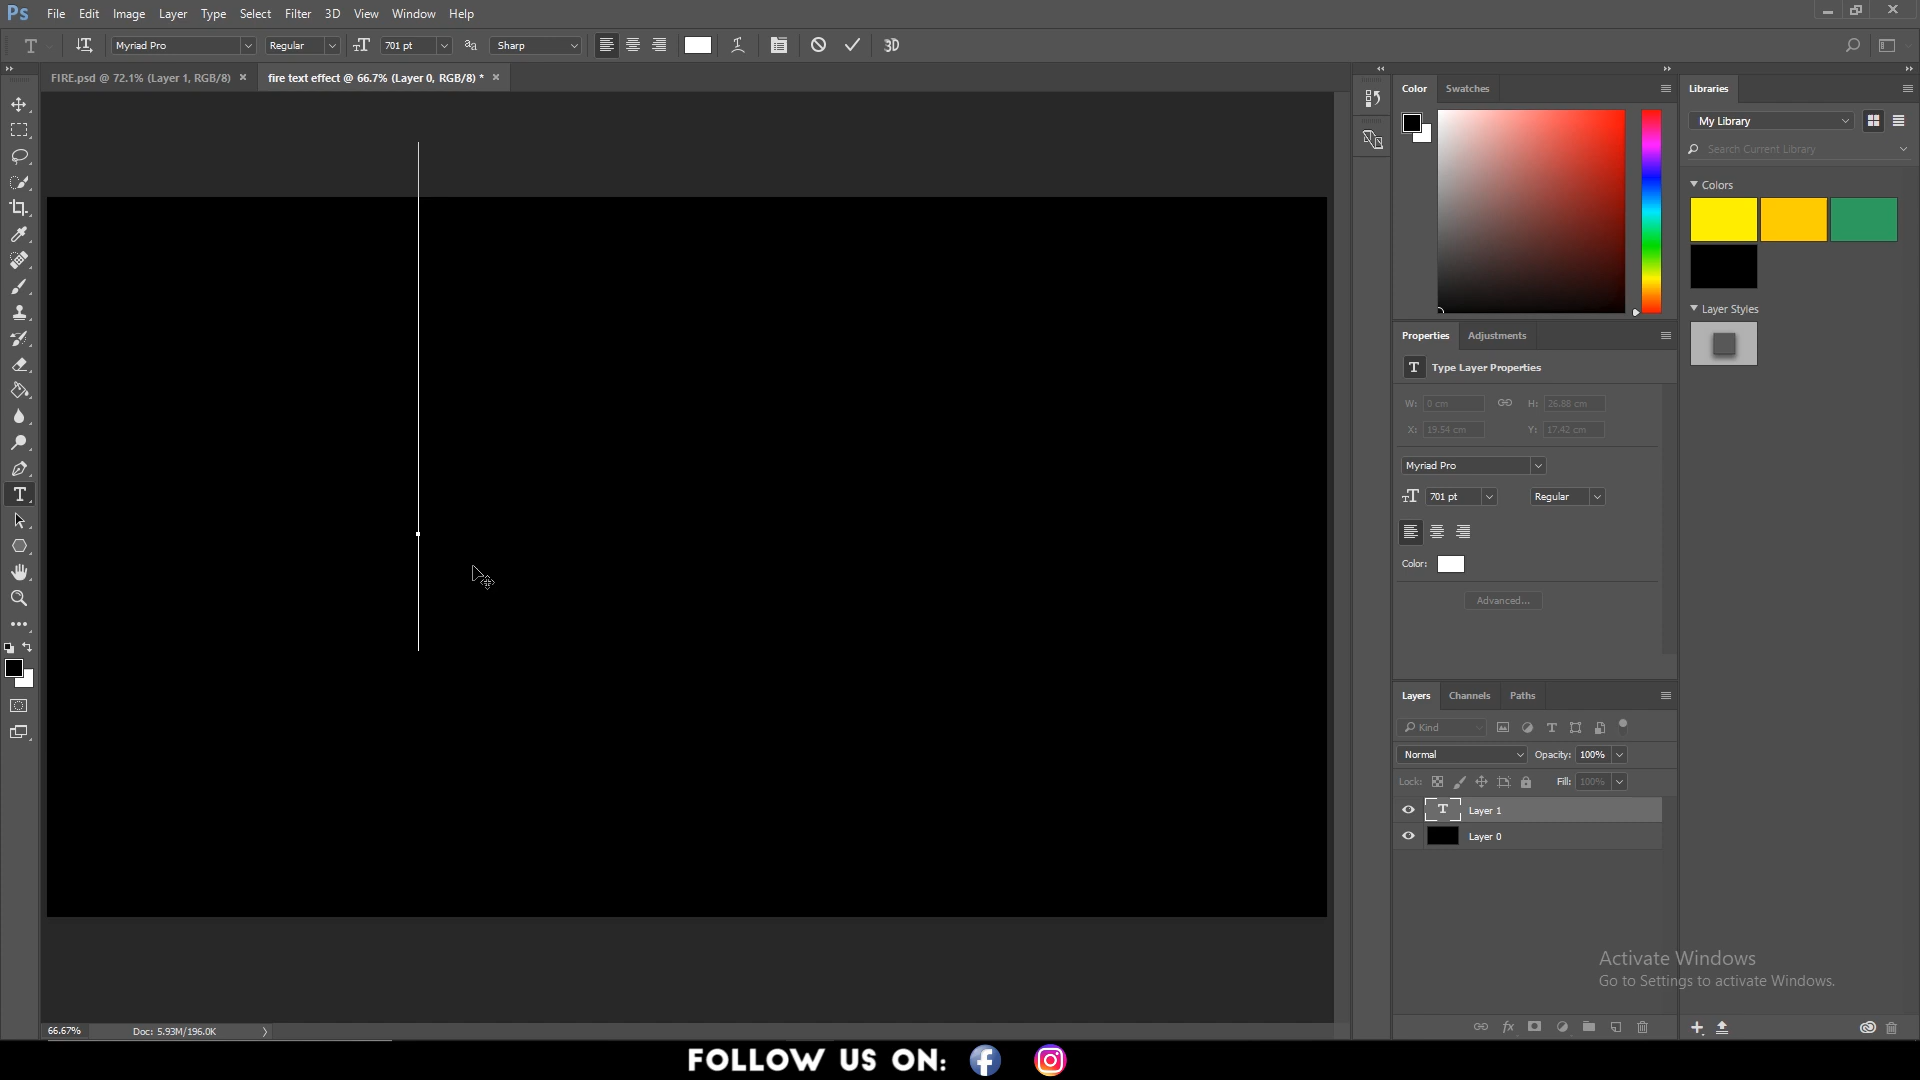 Ps File Edit Image Layer Type Select Filter 3D View Window Help
T Myriad Pro Regular 701 pt aa Sharp 3D
FIRE.psd @ 72.1% (Layer 1, RGB/8) × fire text effect @ 66.7% (Layer 0, RGB/8) * ×
Color Swatches
Libraries
My Library
Search Current Library
Colors
Layer Styles
Properties Adjustments
T Type Layer Properties
W: 0 cm H: 26.88 cm
X: 19.54 cm Y: 17.42 cm
Myriad Pro
701 pt Regular
Color:
Advanced...
Layers Channels Paths
Kind
Normal Opacity: 100%
Lock: Fill: 100%
T Layer 1
Layer 0
Activate Windows
Go to Settings to activate Windows.
66.67% Doc: 5.93M/196.0K
FOLLOW US ON: